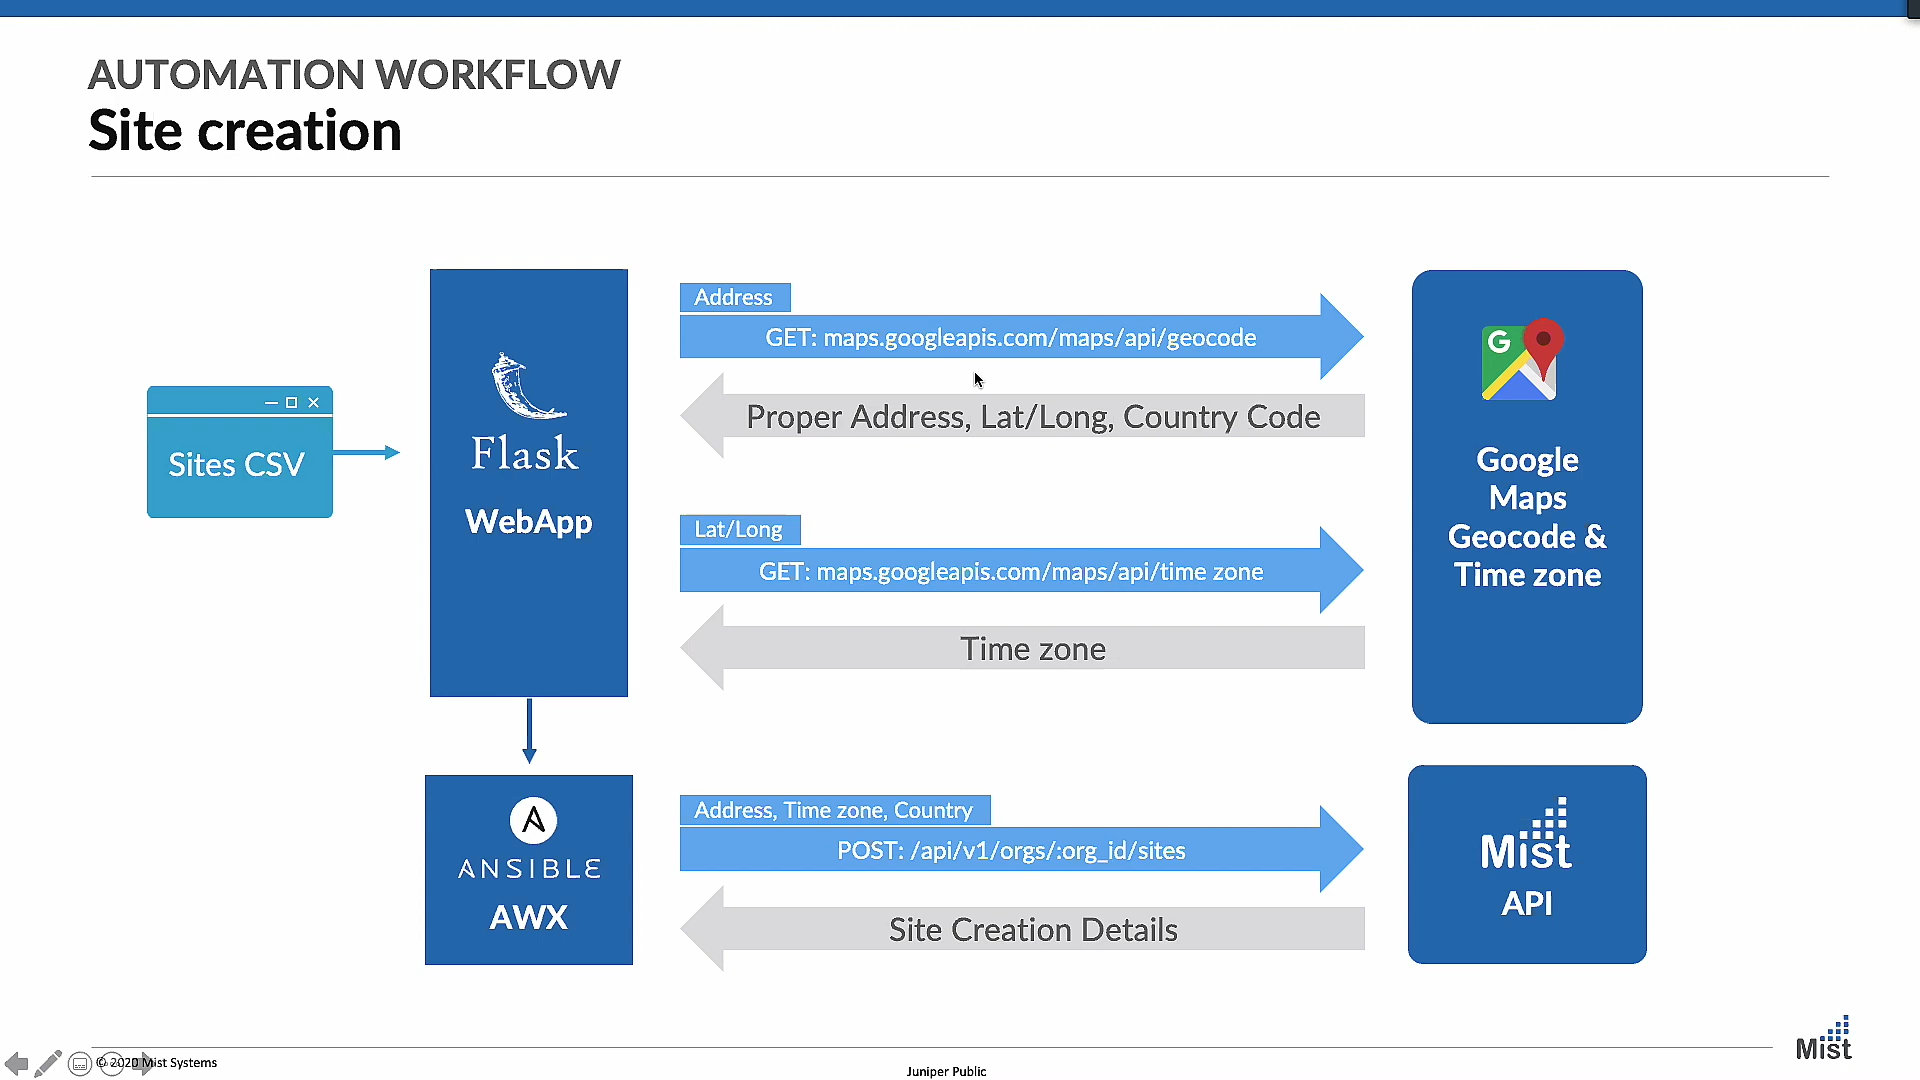 AUTOMATION WORKFLOW
Site creation
Sites CSV
Flask
WebApp
Address
GET: maps.googleapis.com/maps/api/geocode
Proper Address, Lat/Long, Country Code
Lat/Long
GET: maps.googleapis.com/maps/api/time zone
Time zone
G
Google
Maps
Geocode &
Time zone
A
ANSIBLE
AWX
Address, Time zone, Country
POST: /api/v1/orgs/:org_id/sites
Site Creation Details
Mist
API
© 2020 Mist Systems
Juniper Public
Mist